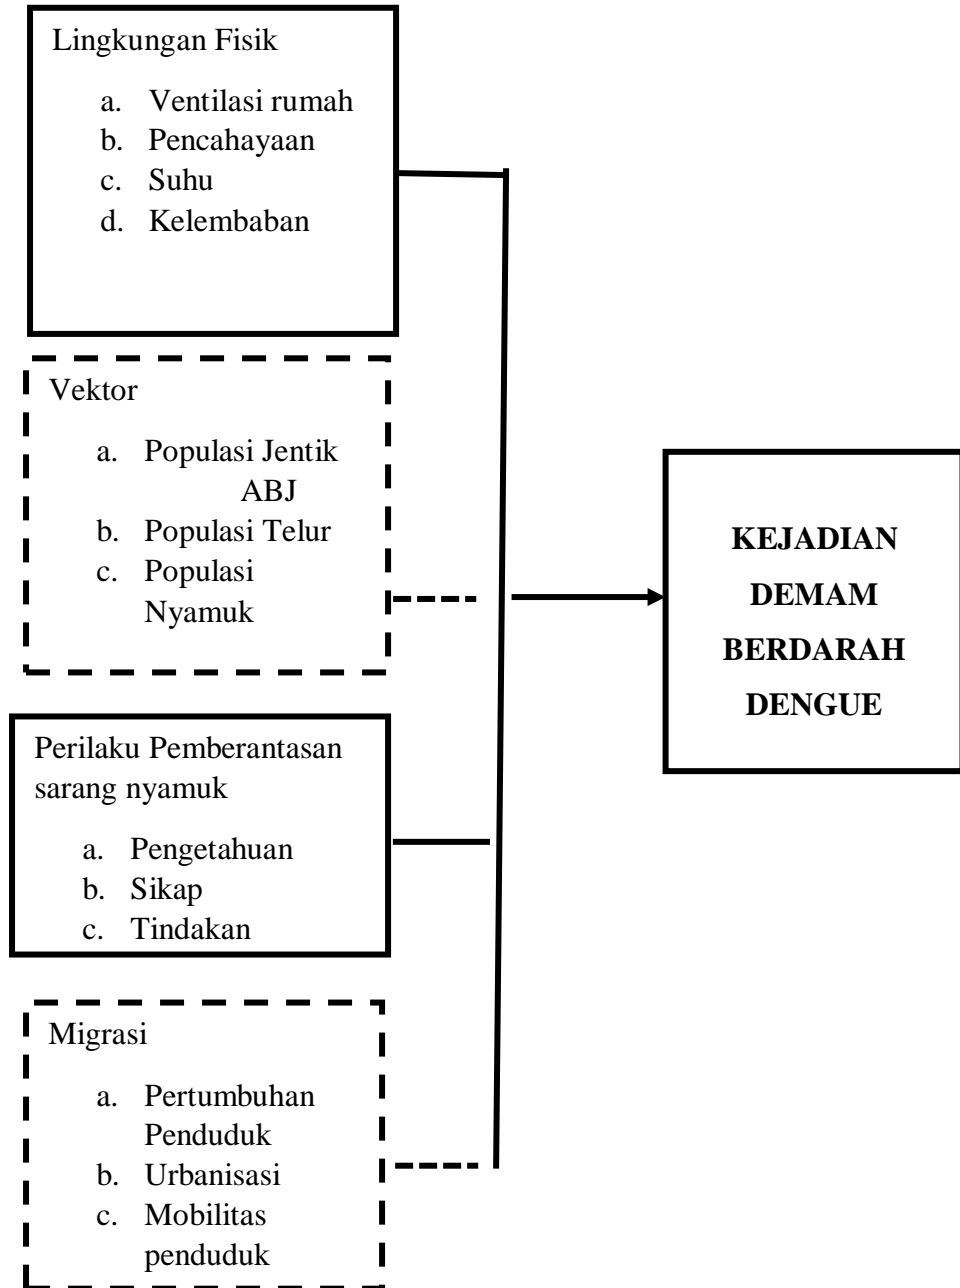 Lingkungan Fisik
a. Ventilasi rumah
b. Pencahayaan
c. Suhu
d. Kelembaban
Vektor
a. Populasi Jentik
ABJ
b. Populasi Telur
c. Populasi
Nyamuk
Perilaku Pemberantasan
sarang nyamuk
a. Pengetahuan
b. Sikap
c. Tindakan
Migrasi
a. Pertumbuhan
Penduduk
b. Urbanisasi
c. Mobilitas
penduduk
KEJADIAN
DEMAM
BERDARAH
DENGUE